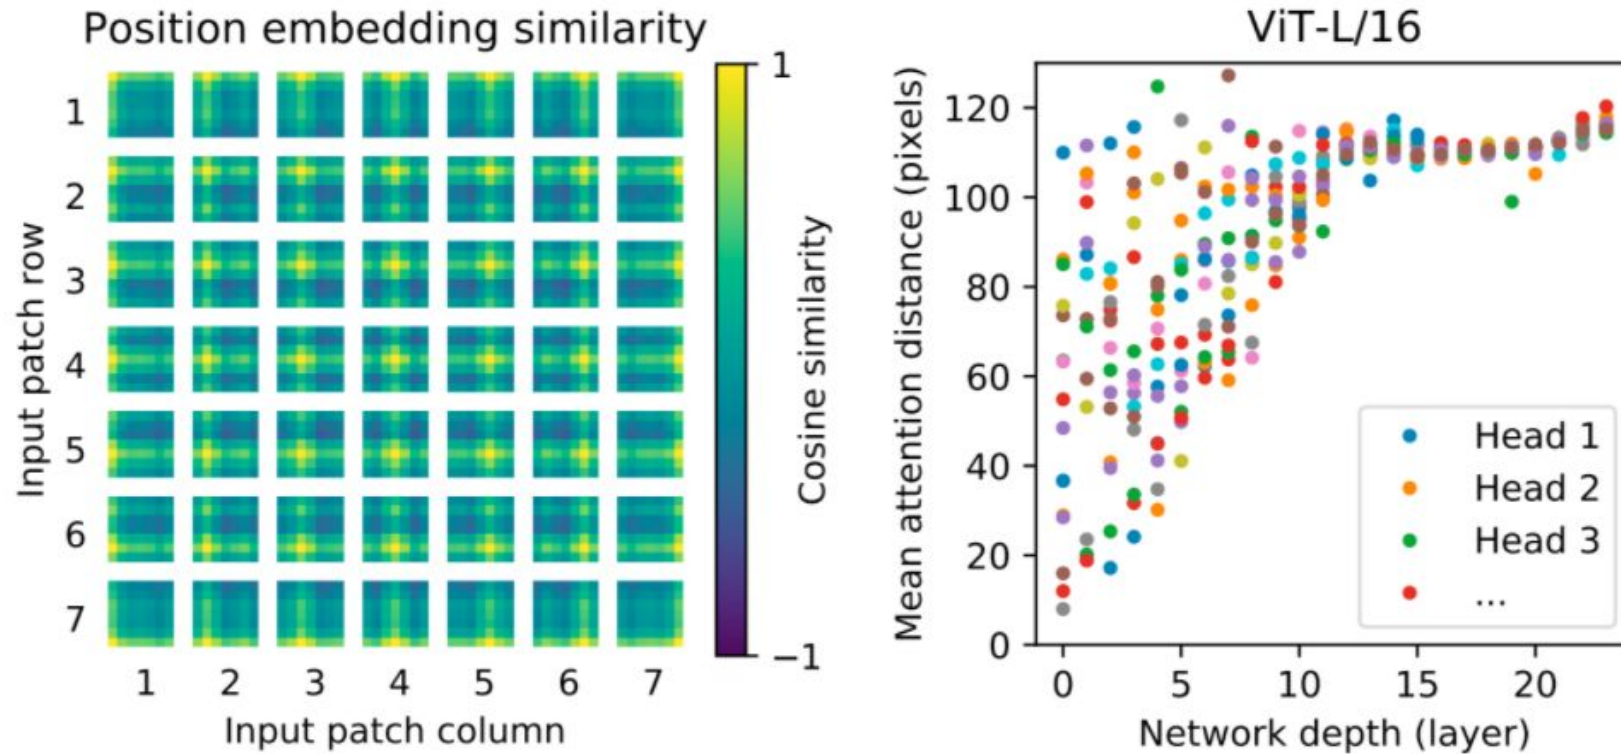 Position embedding similarity
Input patch row
1
2
3
4
5
6
7
1 2 3 4 5 6 7
Input patch column
1
−1
Cosine similarity
ViT-L/16
Mean attention distance (pixels)
120
100
80
60
40
20
0
0 5 10 15 20
Network depth (layer)
Head 1
Head 2
Head 3
...